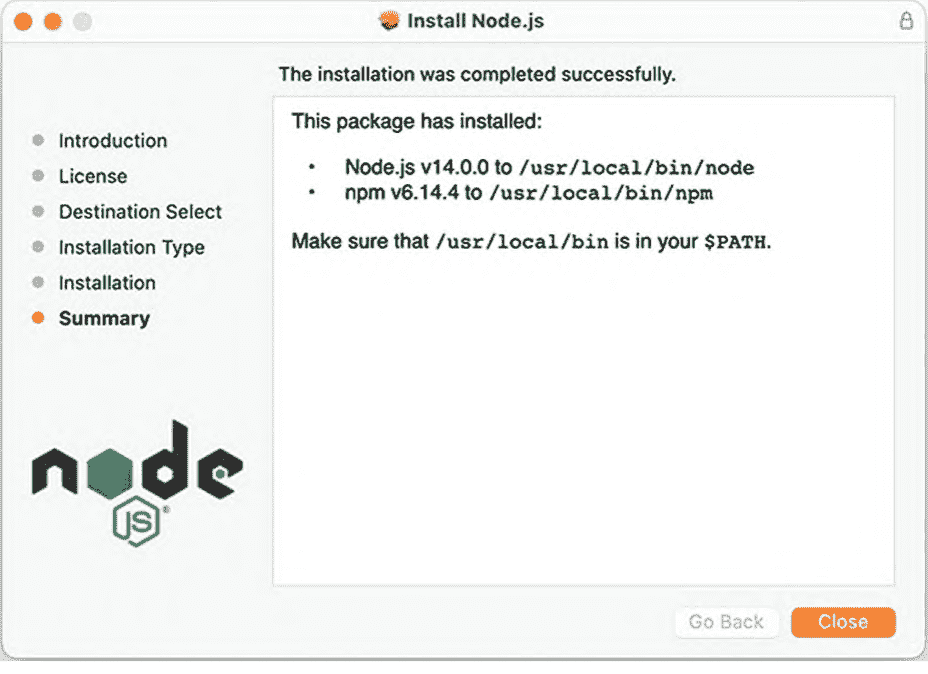 Install Node.js
The installation was completed successfully.
Introduction
License
Destination Select
Installation Type
Installation
Summary
This package has installed:
• Node.js v14.0.0 to /usr/local/bin/node
• npm v6.14.4 to /usr/local/bin/npm
Make sure that /usr/local/bin is in your $PATH.
node
JS®
Go Back
Close